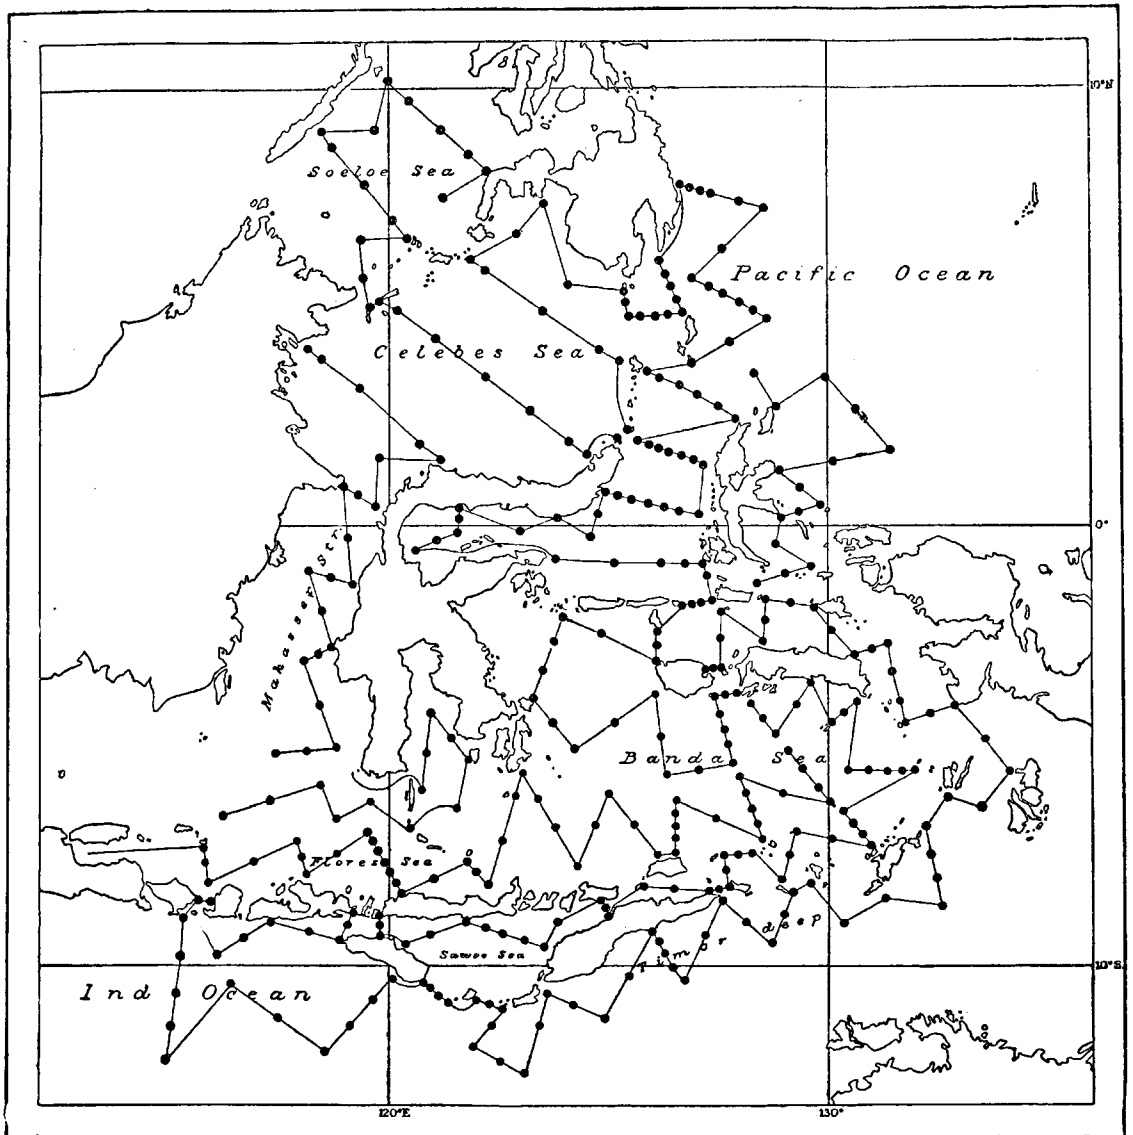 10°N
Soeloe Sea
Pacific Ocean
Celebes Sea
0°
Makasser Str.
Banda Sea
Flores Sea
Timor deep
Sawoe Sea
10°S
Ind Ocean
120°E
130°